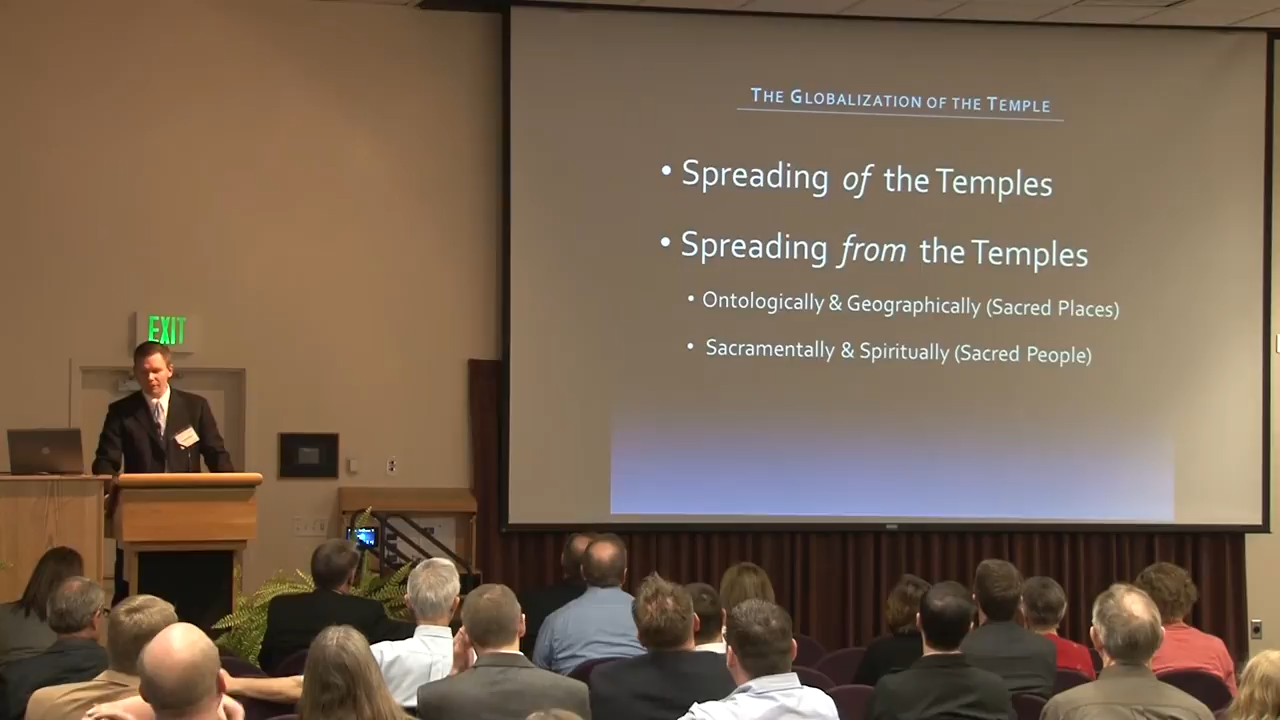 THE GLOBALIZATION OF THE TEMPLE
• Spreading of the Temples
• Spreading from the Temples
• Ontologically & Geographically (Sacred Places)
• Sacramentally & Spiritually (Sacred People)
EXIT